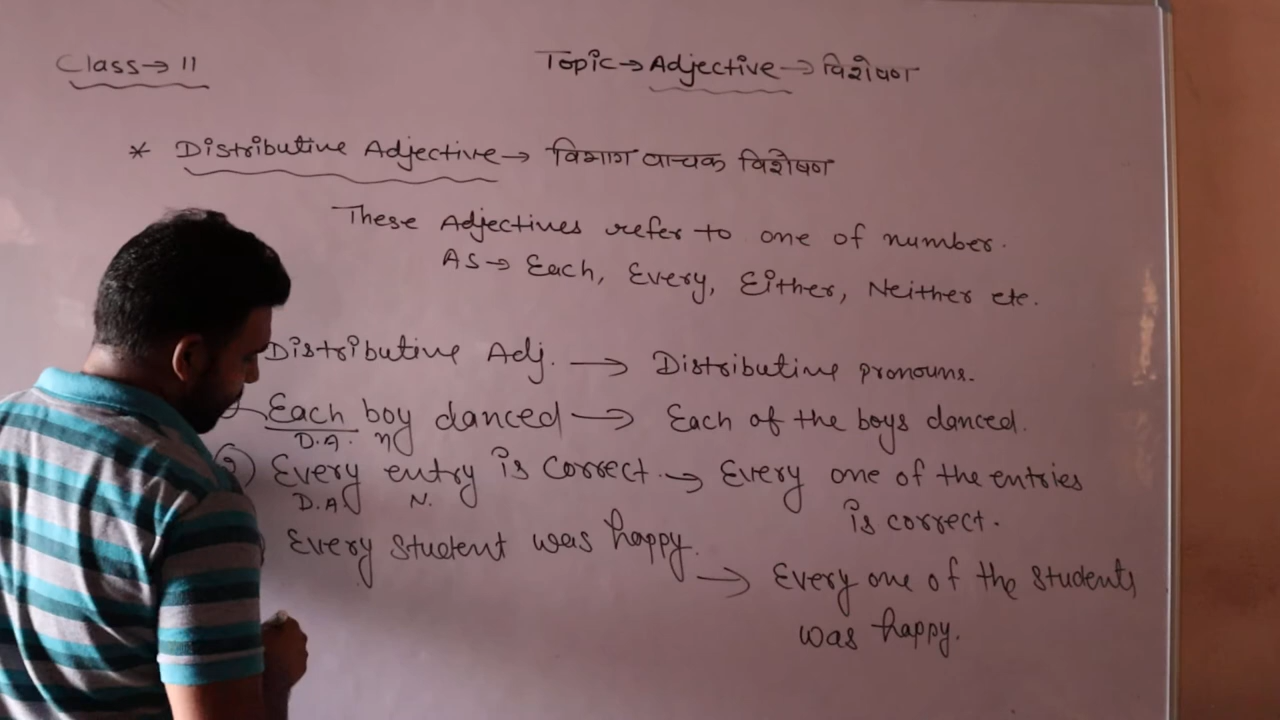 Class → 11
Topic → Adjective → विशेषण
* Distributive Adjective → विभाग वाचक विशेषण
These Adjectives refer to one of number.
As → Each, Every, Either, Neither etc.
Distributive Adj. → Distributive pronouns.
Each boy danced → Each of the boys danced.
D.A. n
2) Every entry is correct. → Every one of the entries
D.A. N.
is correct.
Every student was happy.
→ Every one of the students
was happy.